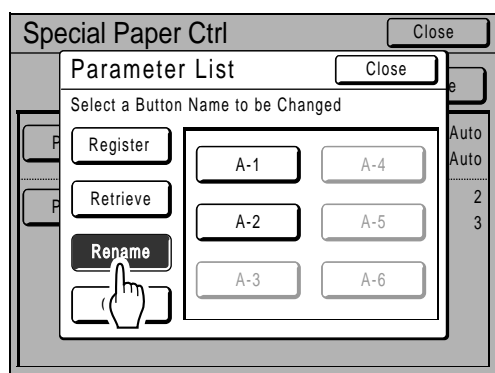 Special Paper Ctrl
Close
Parameter List
Close
Select a Button Name to be Changed
Register
Retrieve
Rename
A-1
A-4
A-2
A-5
A-3
A-6
Auto
Auto
2
3